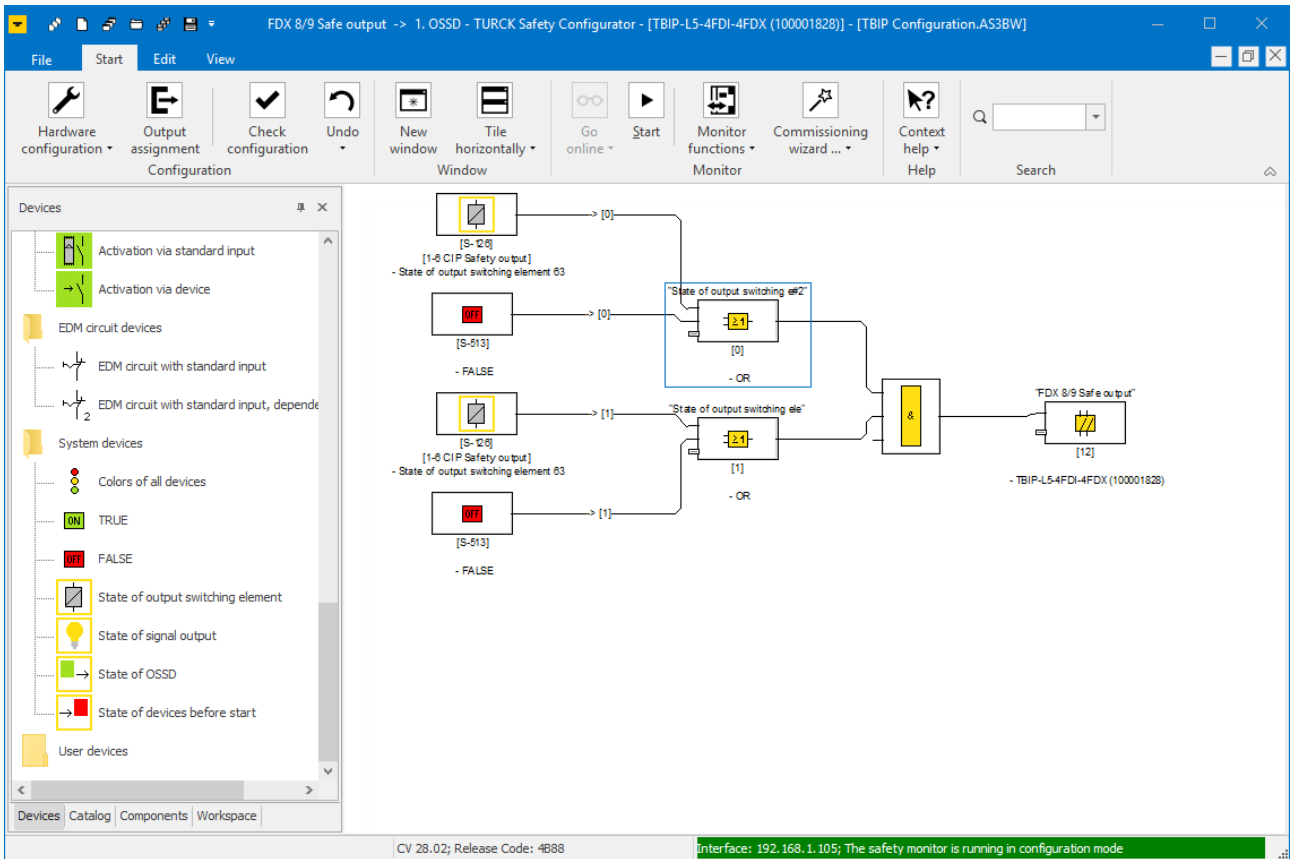 FDX 8/9 Safe output -> 1. OSSD - TURCK Safety Configurator - [TBIP-L5-4FDI-4FDX (100001828)] - [TBIP Configuration.AS3BW]
File Start Edit View
Hardware configuration
Output assignment
Check configuration
Undo
Configuration
New window
Tile horizontally
Window
Go online
Start
Monitor functions
Commissioning wizard ...
Monitor
Context help
Help
Search
Devices
Activation via standard input
Activation via device
EDM circuit devices
EDM circuit with standard input
2
EDM circuit with standard input, depende
System devices
Colors of all devices
ON
TRUE
OFF
FALSE
State of output switching element
State of signal output
State of OSSD
State of devices before start
User devices
Devices Catalog Components Workspace
-> [0]
[S-126]
[1-6 CIP Safety output]
- State of output switching element 63
OFF
-> [0]
[S-513]
- FALSE
-> [1]
[S-126]
[1-6 CIP Safety output]
- State of output switching element 63
OFF
-> [1]
[S-513]
- FALSE
"State of output switching e#2"
≥1
[0]
- OR
"State of output switching ele"
≥1
[1]
- OR
&
"FDX 8/9 Safe output"
[12]
- TBIP-L5-4FDI-4FDX (100001828)
CV 28.02; Release Code: 4B88
Interface: 192.168.1.105; The safety monitor is running in configuration mode